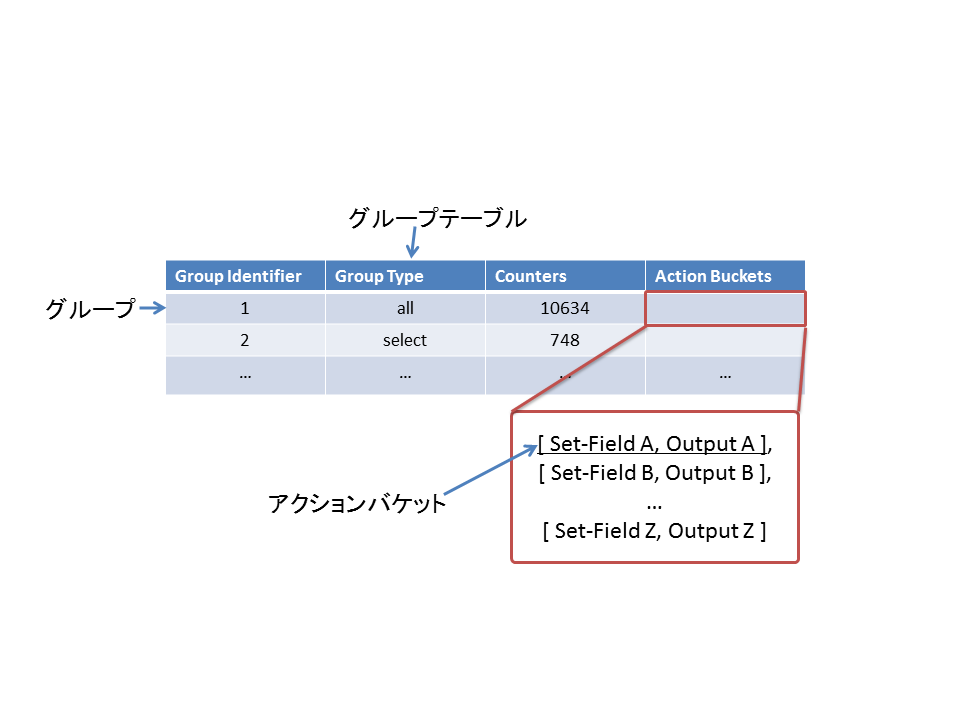 グループテーブル
Group Identifier Group Type Counters Action Buckets
グループ
1 all 10634
2 select 748
... ... ... ...
[ Set-Field A, Output A ],
[ Set-Field B, Output B ],
...
[ Set-Field Z, Output Z ]
アクションバケット